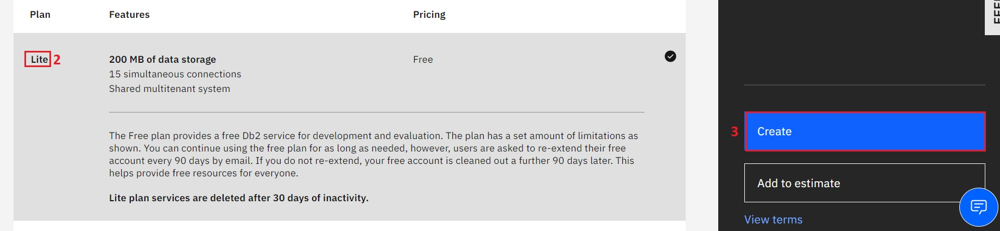 Plan Features Pricing
Lite 2 200 MB of data storage Free
15 simultaneous connections
Shared multitenant system
The Free plan provides a free Db2 service for development and evaluation. The plan has a set amount of limitations as
shown. You can continue using the free plan for as long as needed, however, users are asked to re-extend their free
account every 90 days by email. If you do not re-extend, your free account is cleaned out a further 90 days later. This
helps provide free resources for everyone.
Lite plan services are deleted after 30 days of inactivity.
3 Create
Add to estimate
View terms